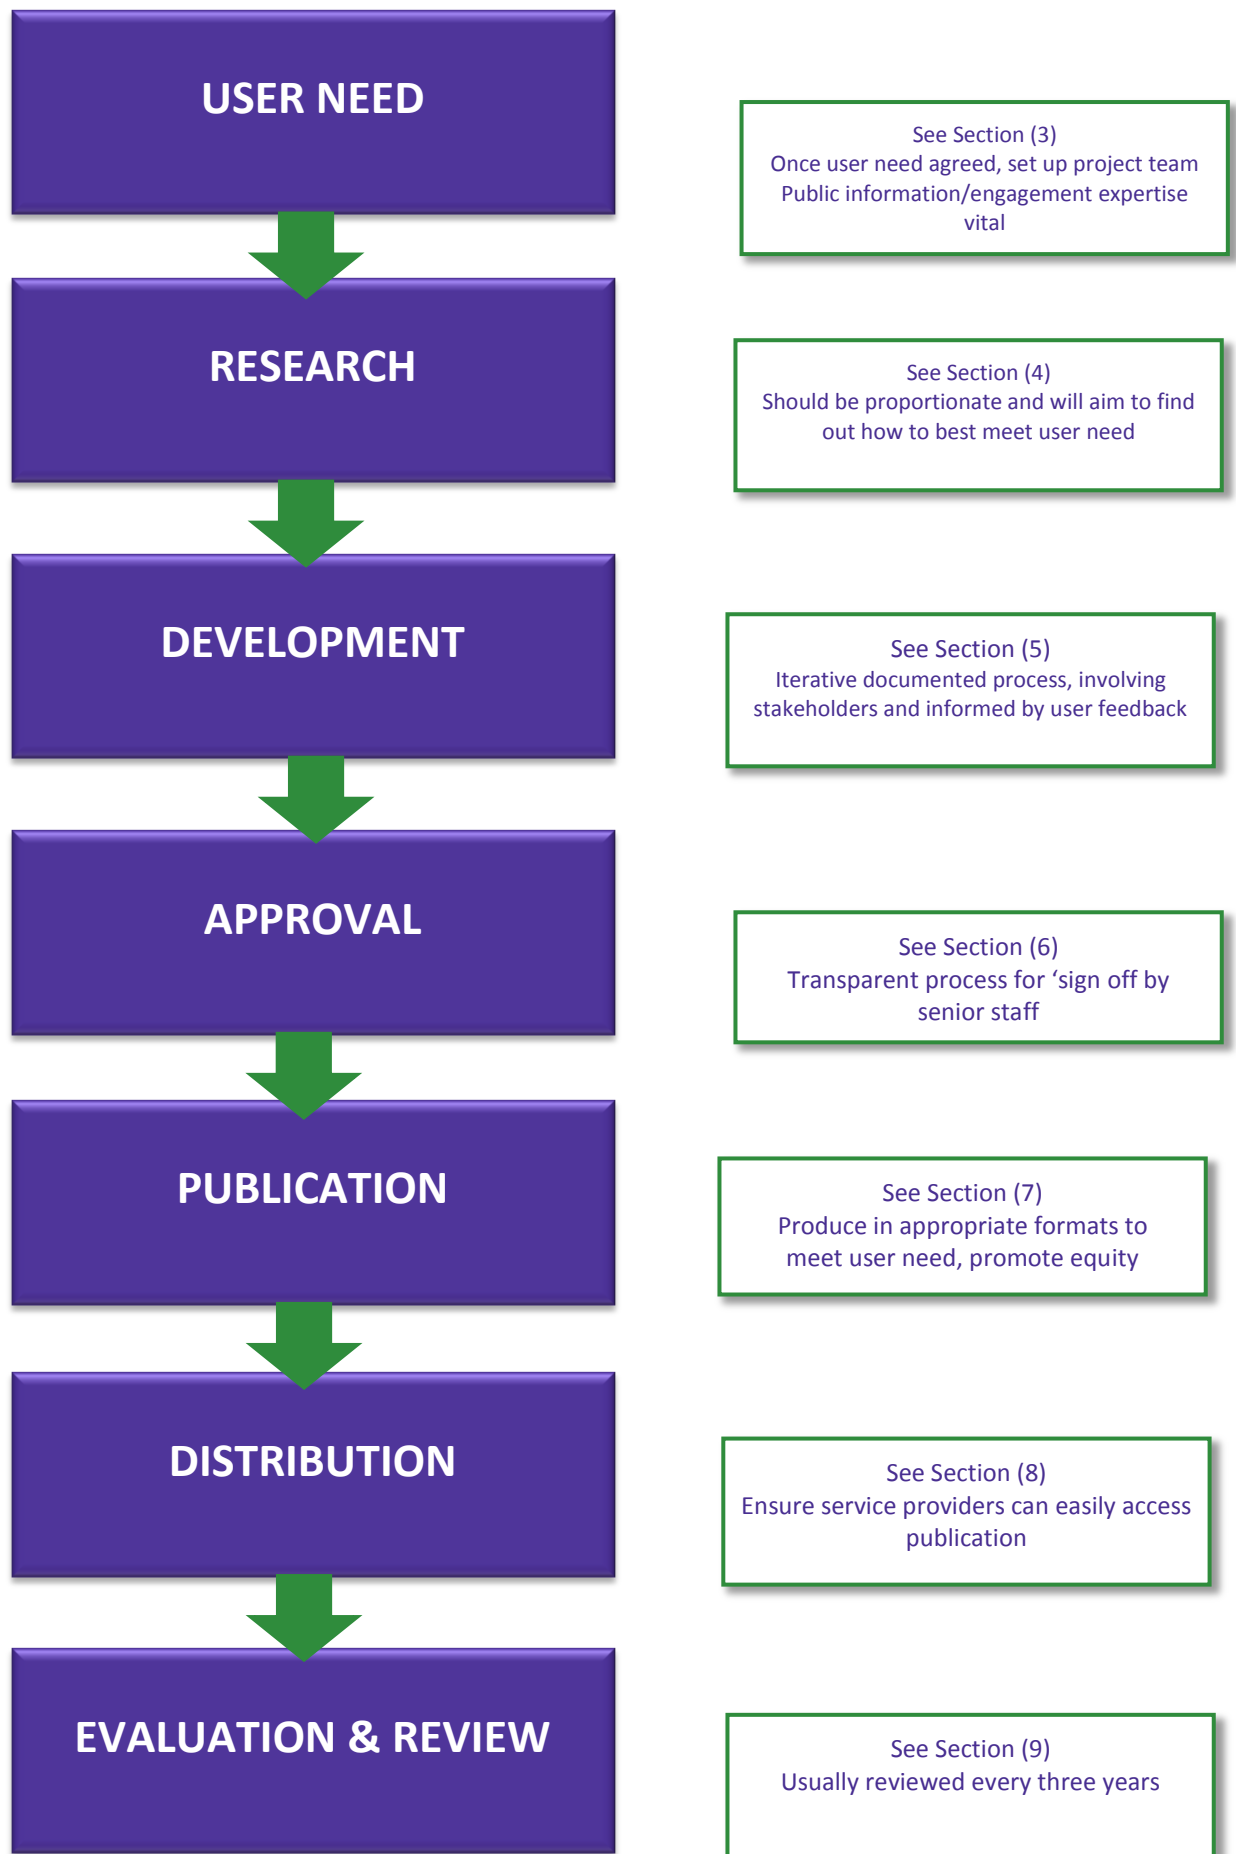 USER NEED
See Section (3)
Once user need agreed, set up project team
Public information/engagement expertise
vital
RESEARCH
See Section (4)
Should be proportionate and will aim to find
out how to best meet user need
DEVELOPMENT
See Section (5)
Iterative documented process, involving
stakeholders and informed by user feedback
APPROVAL
See Section (6)
Transparent process for ‘sign off by
senior staff
PUBLICATION
See Section (7)
Produce in appropriate formats to
meet user need, promote equity
DISTRIBUTION
See Section (8)
Ensure service providers can easily access
publication
EVALUATION & REVIEW
See Section (9)
Usually reviewed every three years